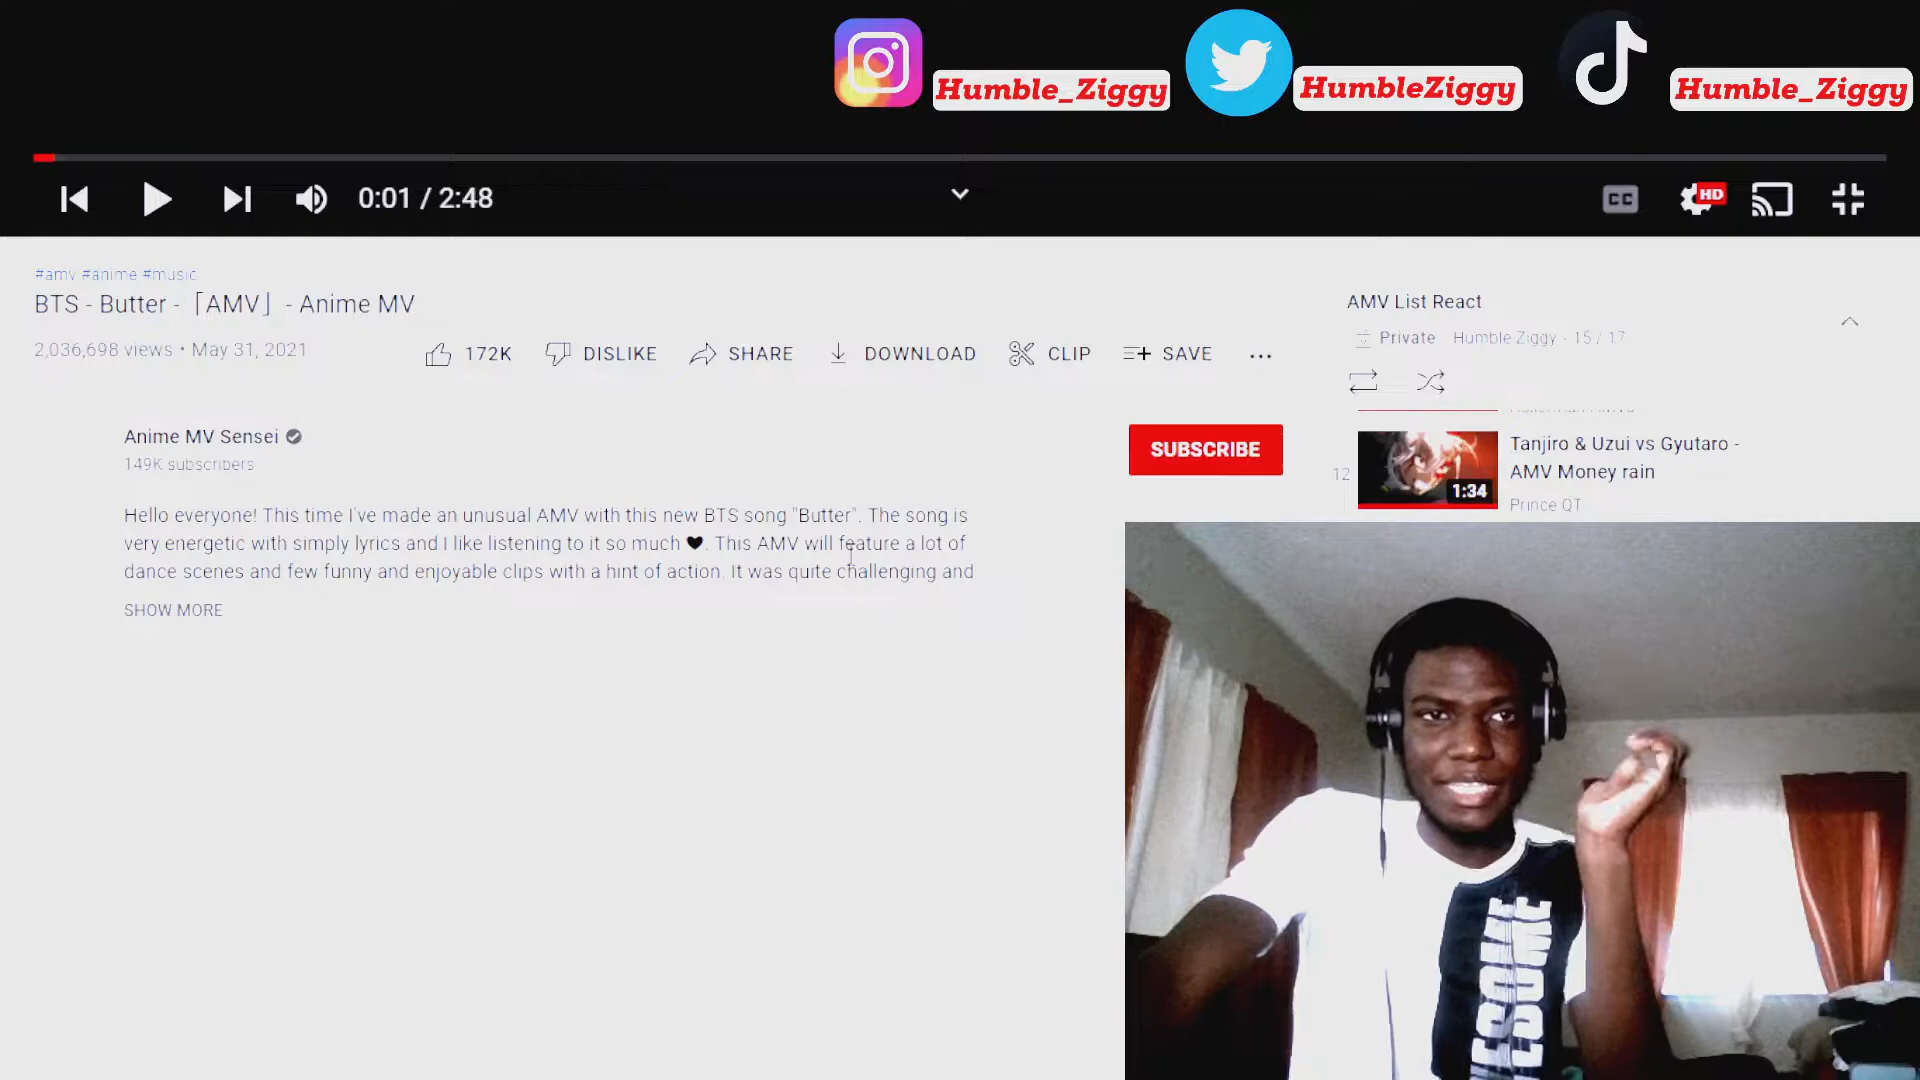 Humble_Ziggy
HumbleZiggy
Humble_Ziggy
0:01 / 2:48
CC
HD
#amv #anime #music
BTS - Butter -「AMV」 - Anime MV
2,036,698 views • May 31, 2021
172K
DISLIKE
SHARE
DOWNLOAD
CLIP
SAVE
Anime MV Sensei
149K subscribers
SUBSCRIBE
Hello everyone! This time I've made an unusual AMV with this new BTS song "Butter". The song is
very energetic with simply lyrics and I like listening to it so much 🖤. This AMV will feature a lot of
dance scenes and few funny and enjoyable clips with a hint of action. It was quite challenging and
SHOW MORE
AMV List React
Private Humble Ziggy - 15 / 17
12
1:34
Tanjiro & Uzui vs Gyutaro -
AMV Money rain
Prince QT